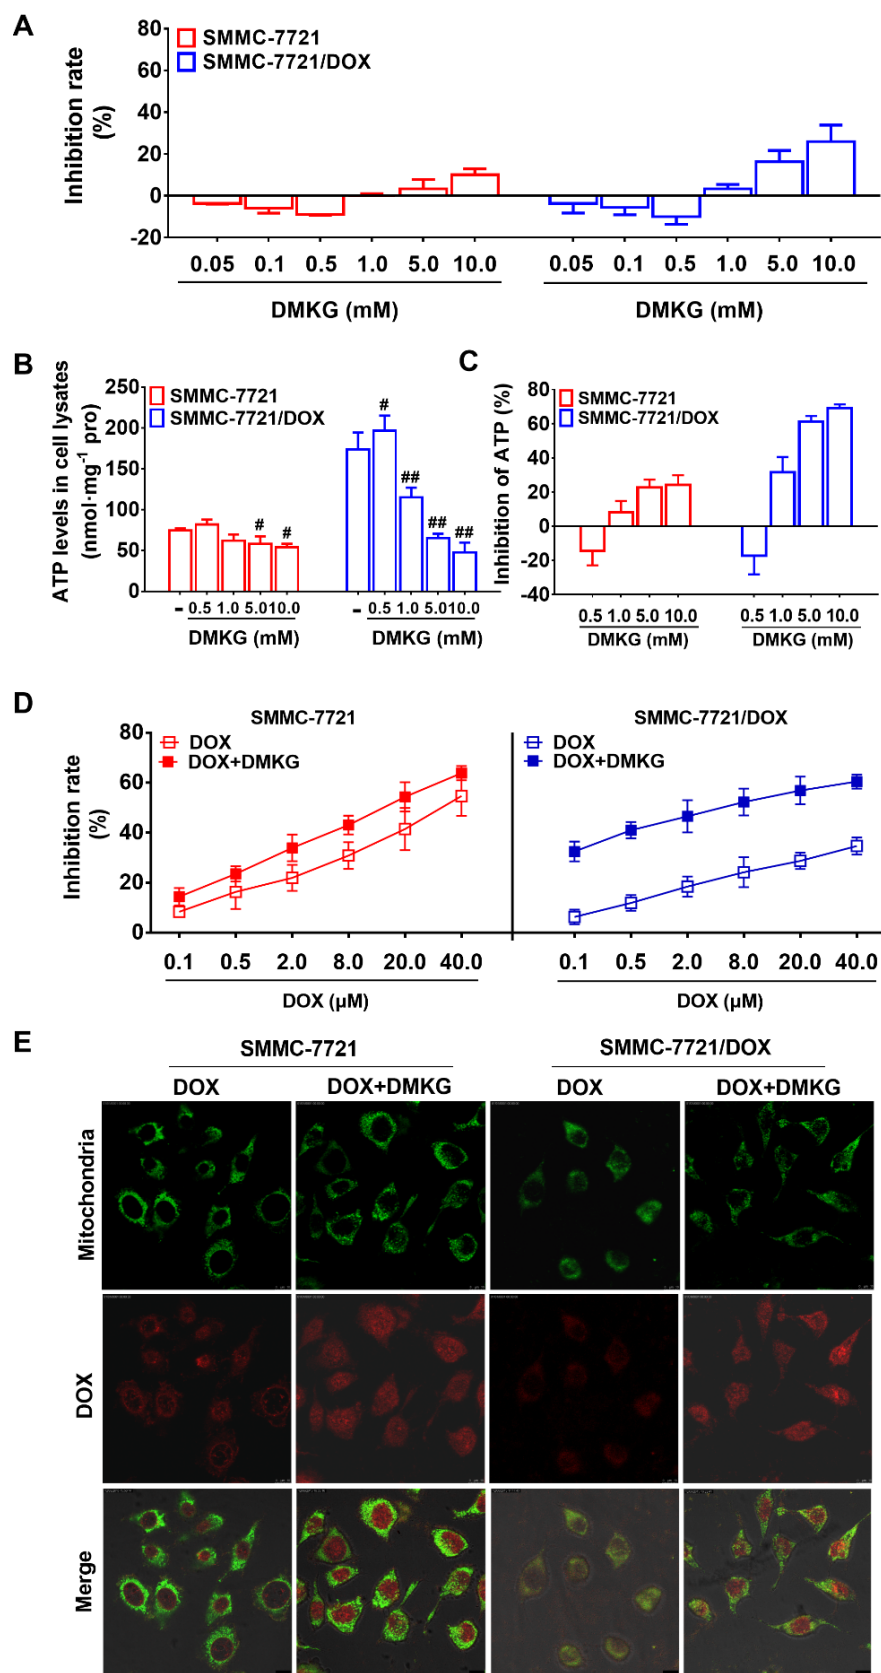 A
SMMC-7721
SMMC-7721/DOX
Inhibition rate
(%)
80
60
40
20
0
-20
0.05 0.1 0.5 1.0 5.0 10.0 0.05 0.1 0.5 1.0 5.0 10.0
DMKG (mM) DMKG (mM)
B
SMMC-7721
SMMC-7721/DOX
ATP levels in cell lysates
(nmol·mg⁻¹ pro)
250
200
150
100
50
0
# # # ## ## ##
- 0.5 1.0 5.0 10.0 - 0.5 1.0 5.0 10.0
DMKG (mM) DMKG (mM)
C
SMMC-7721
SMMC-7721/DOX
Inhibition of ATP (%)
80
60
40
20
0
-20
-40
0.5 1.0 5.0 10.0 0.5 1.0 5.0 10.0
DMKG (mM) DMKG (mM)
D
SMMC-7721 SMMC-7721/DOX
DOX DOX
DOX+DMKG DOX+DMKG
Inhibition rate
(%)
80
60
40
20
0
0.1 0.5 2.0 8.0 20.0 40.0 0.1 0.5 2.0 8.0 20.0 40.0
DOX (μM) DOX (μM)
E
SMMC-7721 SMMC-7721/DOX
DOX DOX+DMKG DOX DOX+DMKG
Mitochondria
DOX
Merge